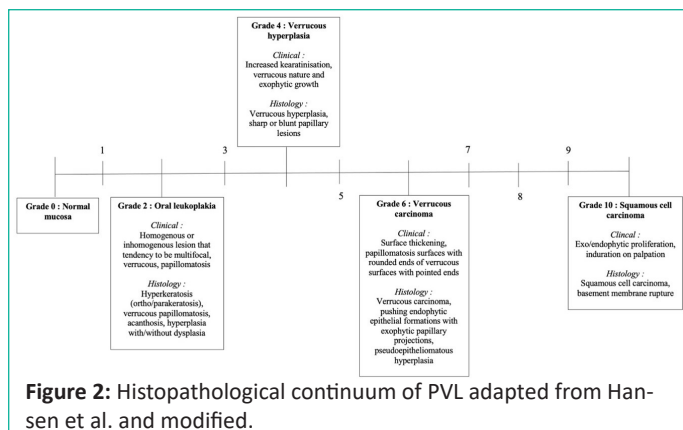 Grade 4 : Verrucous
hyperplasia
Clinical :
Increased kearatinisation,
verrucous nature and
exophytic growth
Histology :
Verrucous hyperplasia,
sharp or blunt papillary
lesions
1
3
5
7
8
9
Grade 0 : Normal
mucosa
Grade 2 : Oral leukoplakia
Clinical :
Homogenous or
inhomogenous lesion that
tendency to be multifocal,
verrucous, papillomatosis
Histology :
Hyperkeratosis
(ortho/parakeratosis),
verrucous papillomatosis,
acanthosis, hyperplasia
with/without dysplasia
Grade 6 : Verrucous
carcinoma
Clinical :
Surface thickening,
papillomatosis surfaces with
rounded ends of verrucous
surfaces with pointed ends
Histology :
Verrucous carcinoma,
pushing endophytic
epithelial formations with
exophytic papillary
projections,
pseudoepitheliomatous
hyperplasia
Grade 10 : Squamous cell
carcinoma
Clincal :
Exo/endophytic proliferation,
induration on palpation
Histology :
Squamous cell carcinoma,
basement membrane rupture
Figure 2: Histopathological continuum of PVL adapted from Han-
sen et al. and modified.